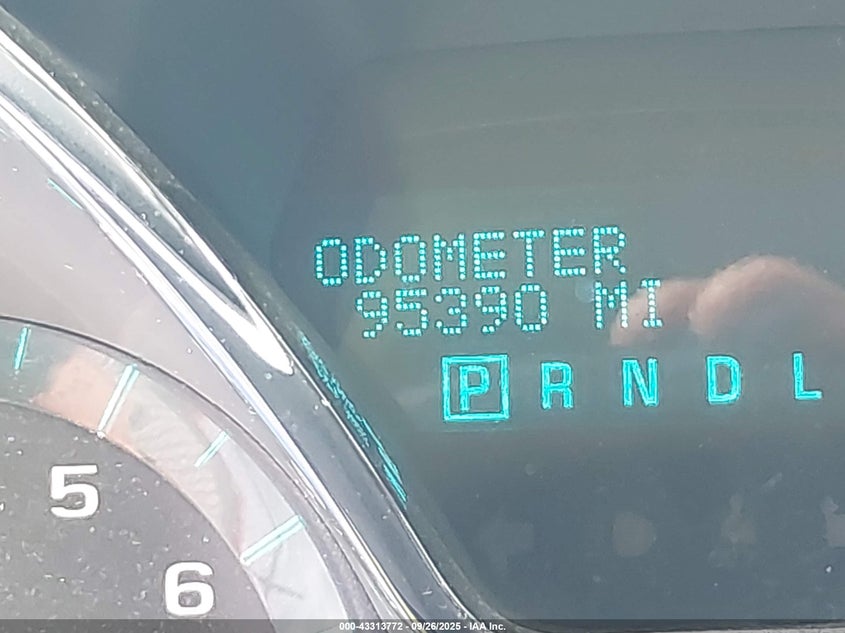 ODOMETER
95390 MI
P R N D L
5
6
000-43313772 - 09/26/2025 - IAA Inc.